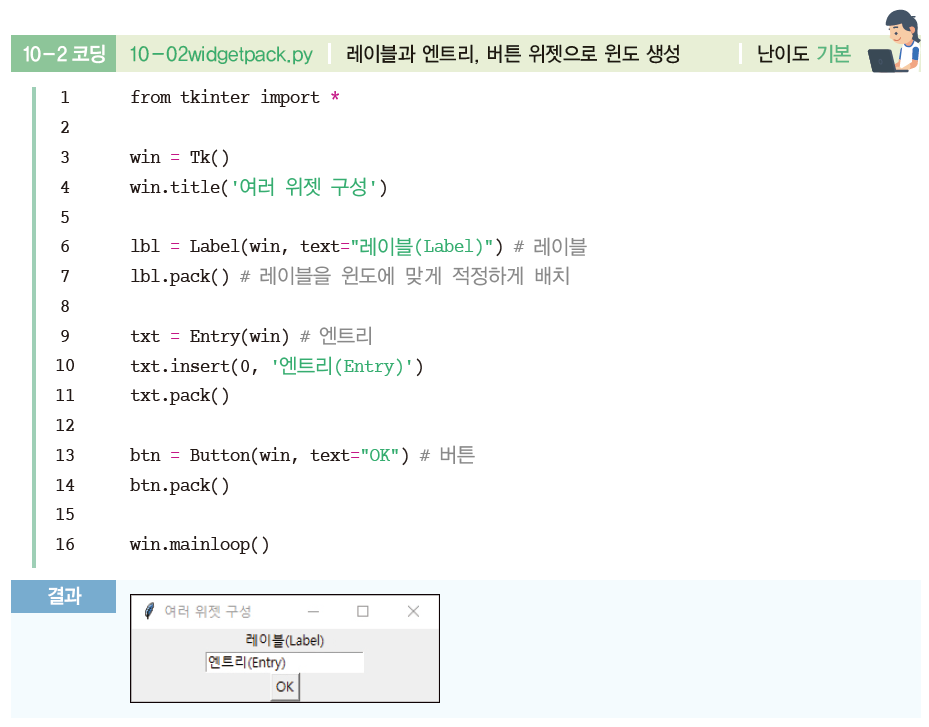 10-2 코딩 10-02widgetpack.py 레이블과 엔트리, 버튼 위젯으로 윈도 생성 난이도 기본
1 from tkinter import *
2
3 win = Tk()
4 win.title('여러 위젯 구성')
5
6 lbl = Label(win, text="레이블(Label)") # 레이블
7 lbl.pack() # 레이블을 윈도에 맞게 적정하게 배치
8
9 txt = Entry(win) # 엔트리
10 txt.insert(0, '엔트리(Entry)')
11 txt.pack()
12
13 btn = Button(win, text="OK") # 버튼
14 btn.pack()
15
16 win.mainloop()
결과
여러 위젯 구성
레이블(Label)
엔트리(Entry)
OK